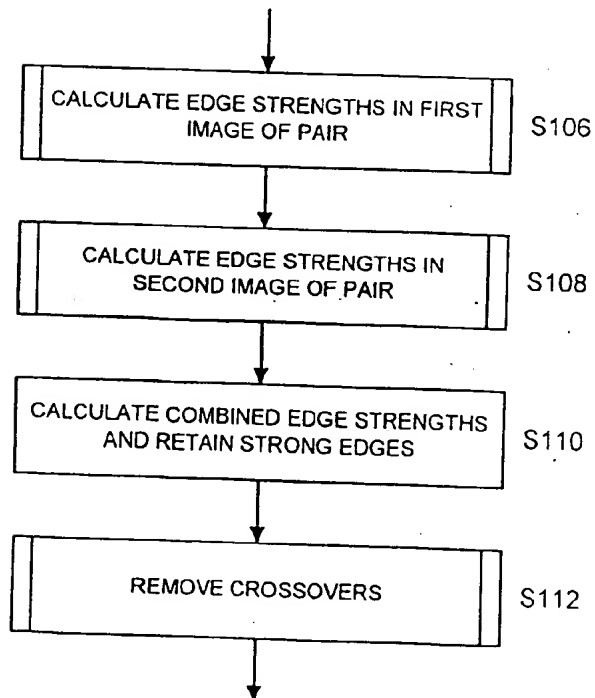 CALCULATE EDGE STRENGTHS IN FIRST
IMAGE OF PAIR
S106
CALCULATE EDGE STRENGTHS IN
SECOND IMAGE OF PAIR
S108
CALCULATE COMBINED EDGE STRENGTHS
AND RETAIN STRONG EDGES
S110
REMOVE CROSSOVERS
S112